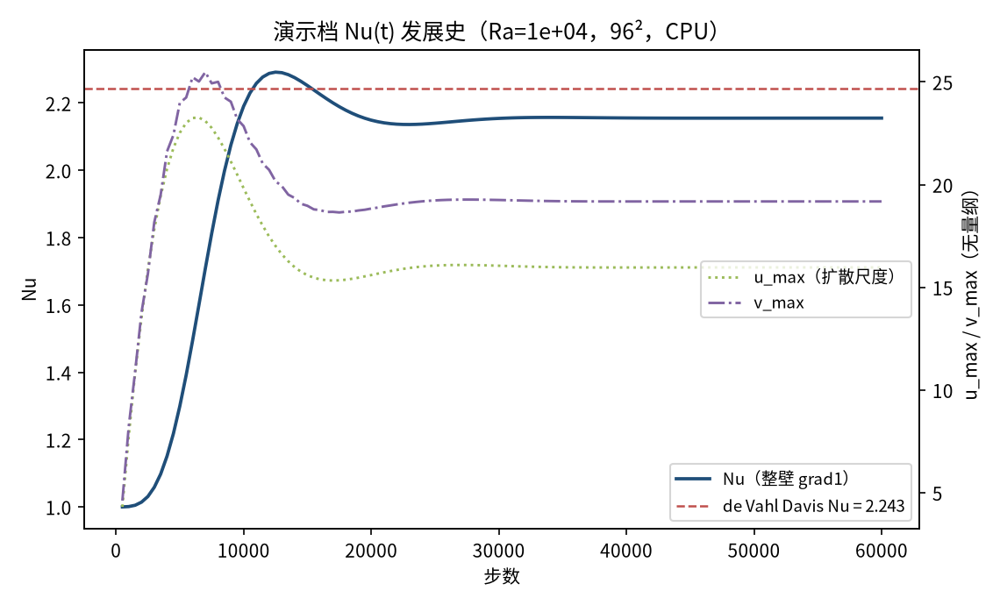 演示档 Nu(t) 发展史（Ra=1e+04，96²，CPU）
Nu
2.2
2.0
1.8
1.6
1.4
1.2
1.0
25
20
15
10
5
u_max / v_max（无量纲）
u_max（扩散尺度）
v_max
Nu（整壁 grad1）
de Vahl Davis Nu = 2.243
0
10000
20000
30000
40000
50000
60000
步数